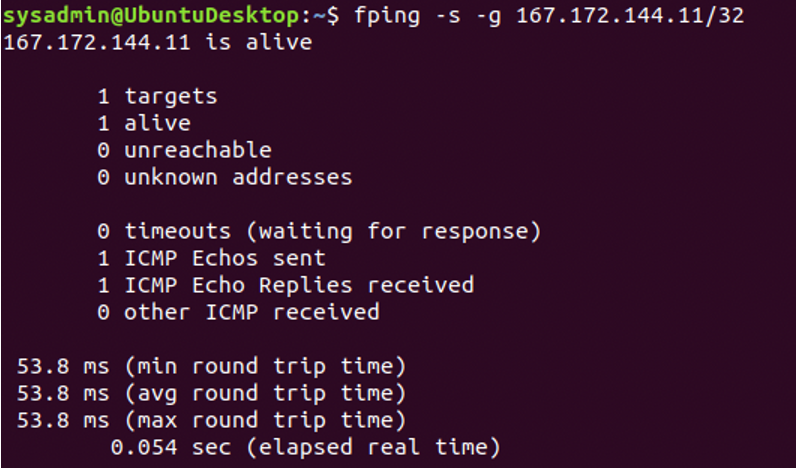 sysadmin@UbuntuDesktop:~$ fping -s -g 167.172.144.11/32
167.172.144.11 is alive
1 targets
1 alive
0 unreachable
0 unknown addresses
0 timeouts (waiting for response)
1 ICMP Echos sent
1 ICMP Echo Replies received
0 other ICMP received
53.8 ms (min round trip time)
53.8 ms (avg round trip time)
53.8 ms (max round trip time)
0.054 sec (elapsed real time)